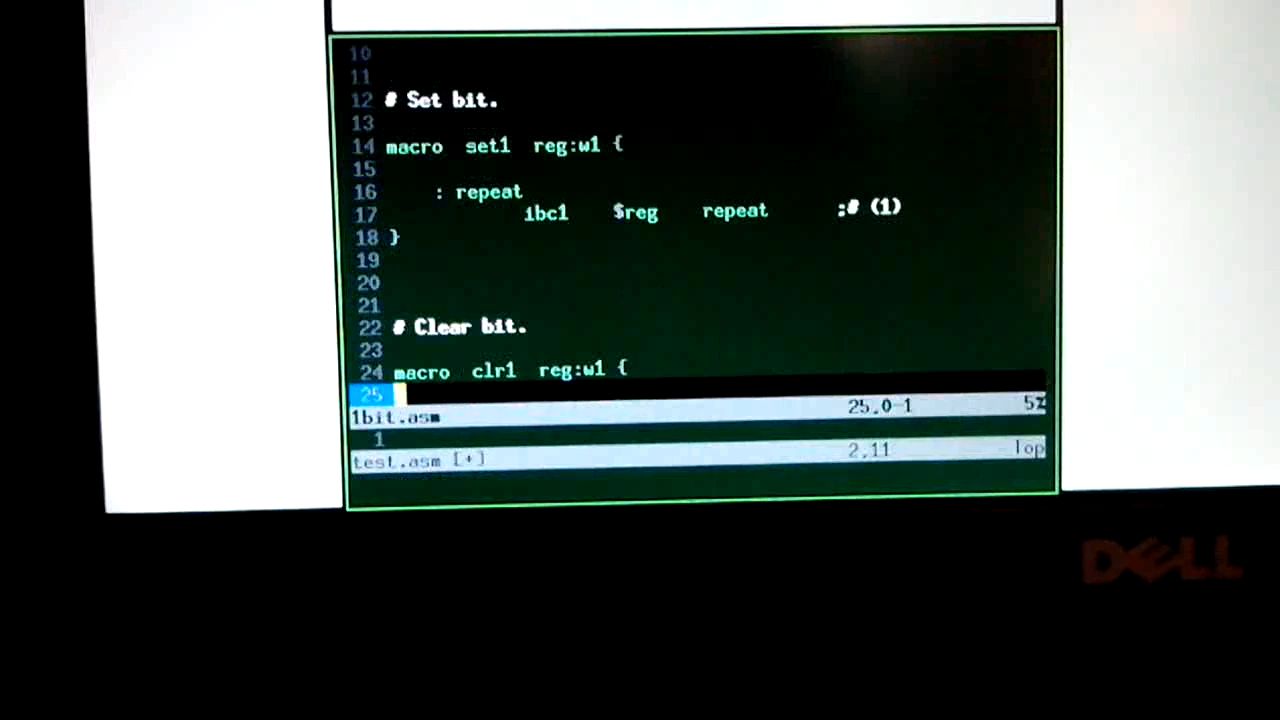 10
11
12 # Set bit.
13
14 macro set1 reg:w1 {
15
16 : repeat
17 ibc1 $reg repeat ;# (1)
18 }
19
20
21
22 # Clear bit.
23
24 macro clr1 reg:w1 {
25
1bit.asm 25,0-1 5%
1
test.asm [+] 2,11 Top
DELL